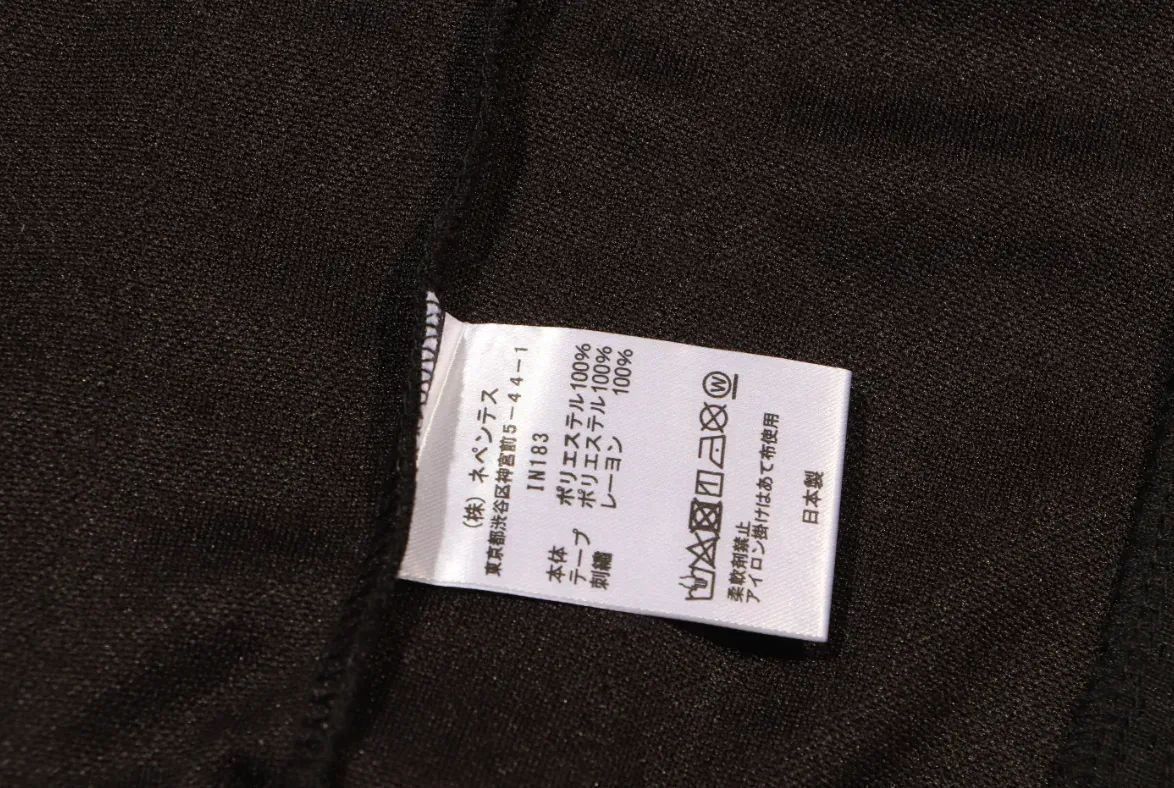 (株)ネペンテス
東京都渋谷区神宮前5-44-1
IN183
本体 ポリエステル100%
テープ ポリエステル100%
刺繍 レーヨン 100%
W
柔軟剤禁止
アイロン掛けはあて布使用
日本製